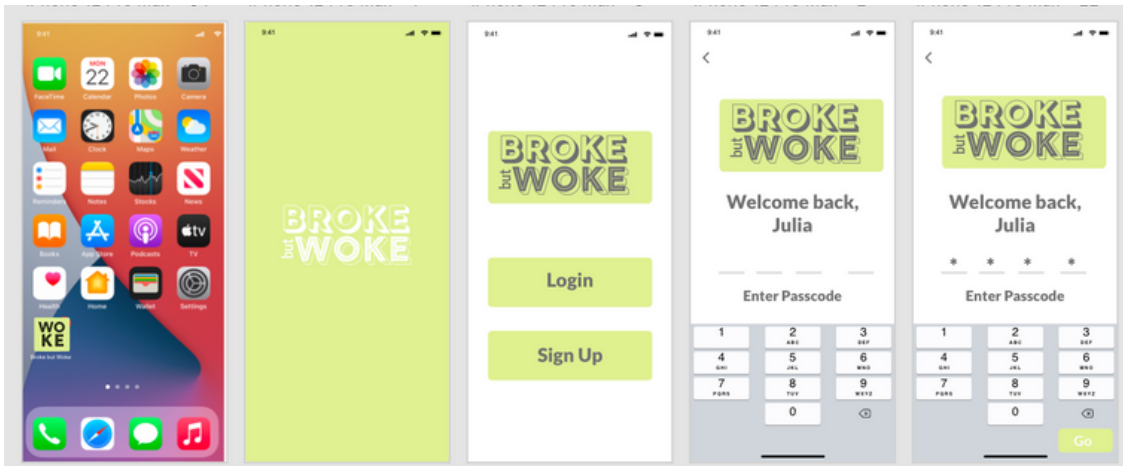 9:41
MON
22
FaceTime Calendar Photos Camera
Mail Clock Maps Weather
Reminders Notes Stocks News
tv
Books App Store Podcasts TV
Health Home Wallet Settings
WO
KE
Broke but Woke
9:41
BROKE
but WOKE
9:41
BROKE
but WOKE
Login
Sign Up
9:41
BROKE
but WOKE
Welcome back,
Julia
Enter Passcode
1 2 3
ABC DEF
4 5 6
GHI JKL MNO
7 8 9
PQRS TUV WXYZ
0
9:41
BROKE
but WOKE
Welcome back,
Julia
* * * *
Enter Passcode
1 2 3
ABC DEF
4 5 6
GHI JKL MNO
7 8 9
PQRS TUV WXYZ
0
Go